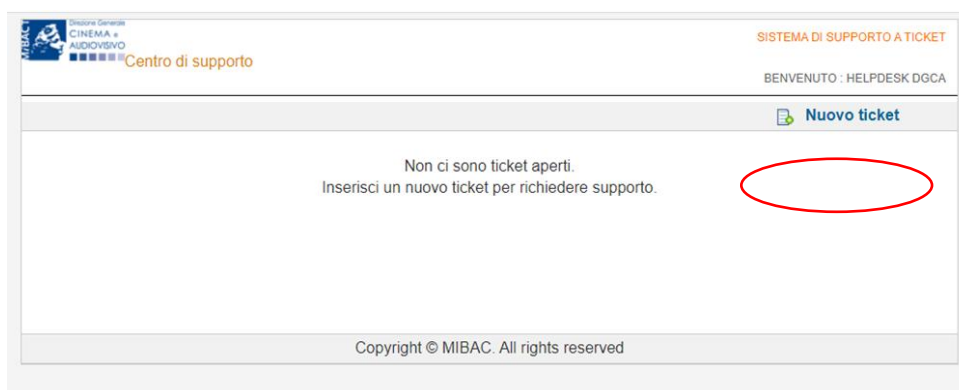 MiBACT
Direzione Generale
CINEMA e
AUDIOVISIVO
Centro di supporto
SISTEMA DI SUPPORTO A TICKET
BENVENUTO : HELPDESK DGCA
Nuovo ticket
Non ci sono ticket aperti.
Inserisci un nuovo ticket per richiedere supporto.
Copyright © MIBAC. All rights reserved